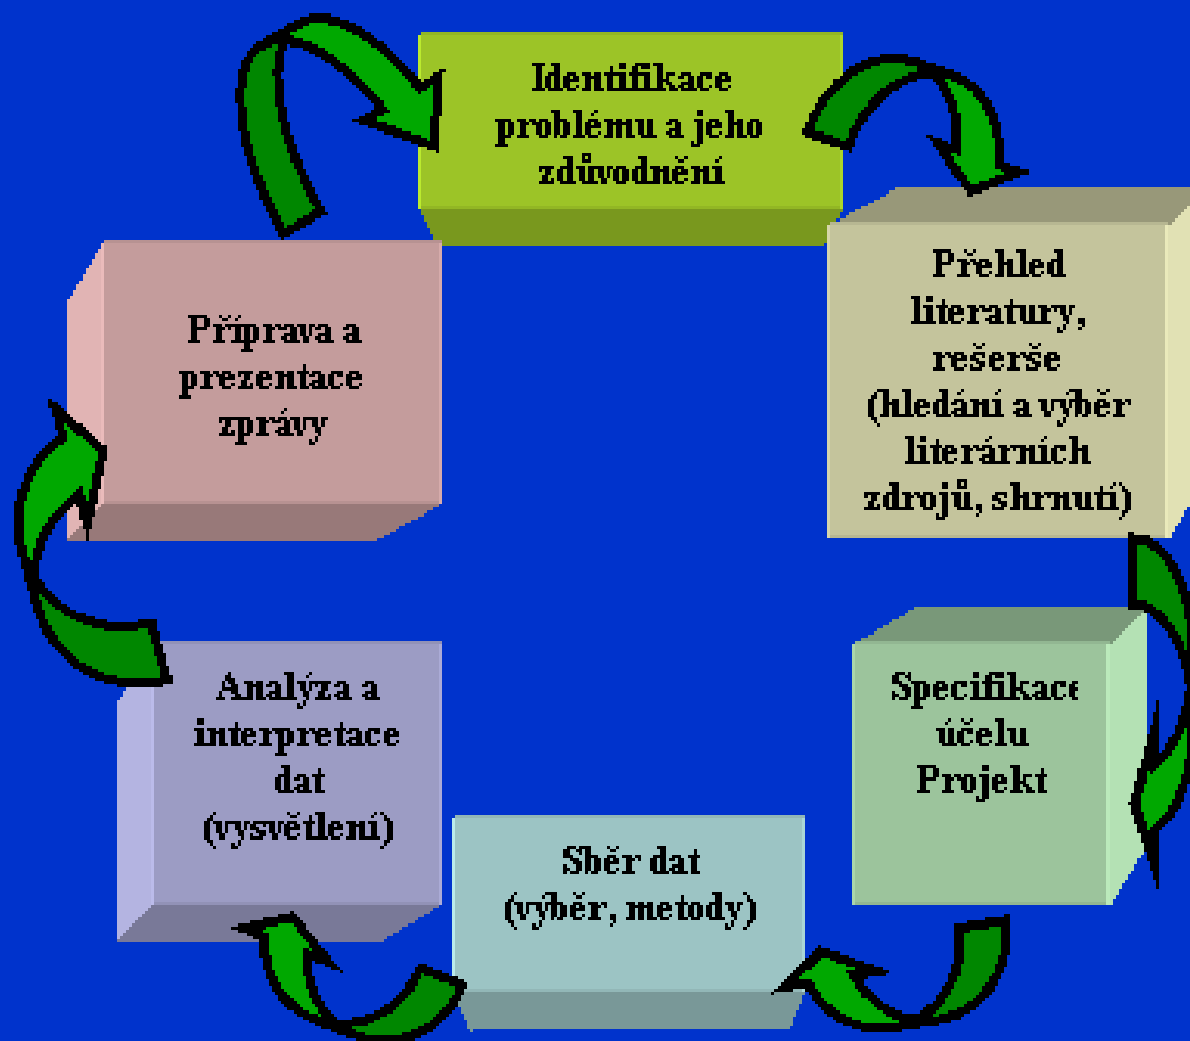 Identifikace
problému a jeho
zdůvodnění
Přehled
literatury,
rešerše
(hledání a výběr
literárních
zdrojů, shrnutí)
Specifikace
účelu
Projekt
Sběr dat
(výběr, metody)
Analýza a
interpretace
dat
(vysvětlení)
Příprava a
prezentace
zprávy